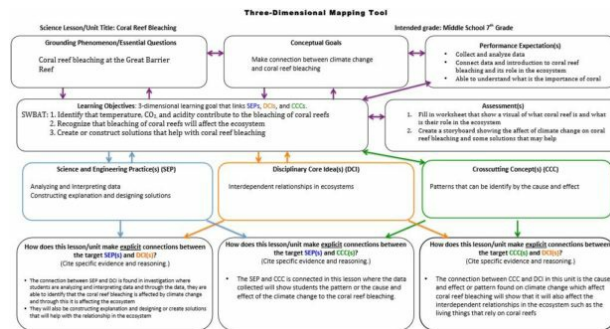 Three-Dimensional Mapping Tool
Science Lesson/Unit Title: Coral Reef Bleaching
Intended grade: Middle School 7th Grade
Grounding Phenomenon/Essential Questions
Coral reef bleaching at the Great Barrier
Reef
Conceptual Goals
Make connection between climate change
and coral reef bleaching
Performance Expectation(s)
• Collect and analyze data
• Connect data and introduction to coral reef
bleaching and its role in the ecosystem
• Able to understand what is the importance of coral
Learning Objectives: 3-dimensional learning goal that links SEPs, DCIs, and CCCs.
SWBAT: 1. Identify that temperature, CO₂ and acidity contribute to the bleaching of coral reefs
2. Recognize that bleaching of coral reefs will affect the ecosystem
3. Create or construct solutions that help with coral reef bleaching
Assessment(s)
1. Fill in worksheet that show a visual of what coral reef is and what
is their role in the ecosystem
2. Create a storyboard showing the effect of climate change on coral
reef bleaching and some solutions that may help.
Science and Engineering Practice(s) (SEP)
Analyzing and Interpreting data
Constructing explanation and designing solutions
Disciplinary Core Idea(s) (DCI)
Interdependent relationships in ecosystems
Crosscutting Concept(s) (CCC)
Patterns that can be identify by the cause and effect
How does this lesson/unit make explicit connections between
the target SEP(s) and DCI(s)?
(Cite specific evidence and reasoning.)
• The connection between SEP and DCI is found in investigation where
students are analyzing and interpreting data and through the data, they are
able to identify that the coral reef bleaching is affected by climate change
and through this it is affecting the ecosystem
• They will also be constructing explanation and designing or create solutions
that will help with the relationship in the ecosystem
How does this lesson/unit make explicit connections between
the target SEP(s) and CCC(s)?
(Cite specific evidence and reasoning.)
• The SEP and CCC is connected in this lesson where the data
collected will show students the pattern or the cause and
effect of the climate change to the coral reef bleaching.
How does this lesson/unit make explicit connections between
the target CCC(s) and DCI(s)?
(Cite specific evidence and reasoning.)
• The connection between CCC and DCI in this unit is the cause
and effect or pattern found on climate change which affect
coral reef bleaching will show that it will also affect the
interdependent relationships in the ecosystem such as the
living things that rely on coral reefs